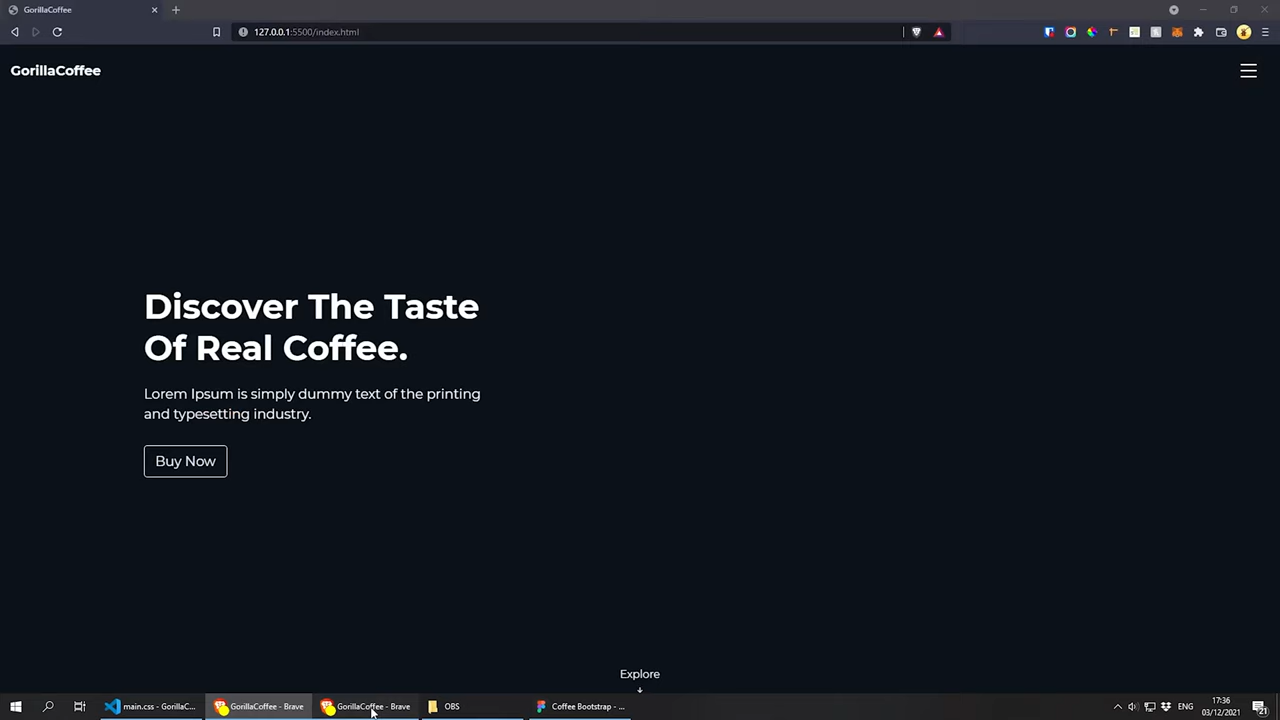 GorillaCoffee
127.0.0.1:5500/index.html
GorillaCoffee
Discover The Taste
Of Real Coffee.
Lorem Ipsum is simply dummy text of the printing
and typesetting industry.
Buy Now
Explore
main.css - GorillaC...
GorillaCoffee - Brave
GorillaCoffee - Brave
OBS
Coffee Bootstrap - ...
ENG
17:36
03/12/2021